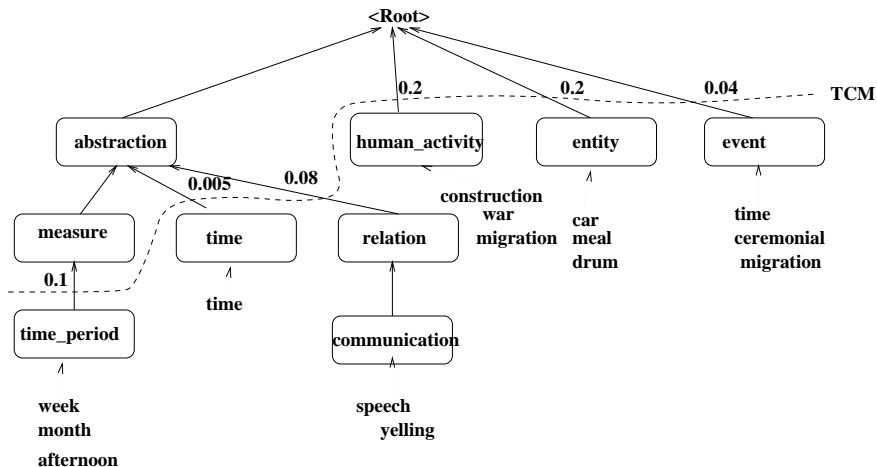 <Root>
0.2
0.2
0.04
TCM
abstraction
human_activity
entity
event
0.005
0.08
construction
war
migration
car
meal
drum
time
ceremonial
migration
measure
time
relation
0.1
time
time_period
communication
week
month
afternoon
speech
yelling